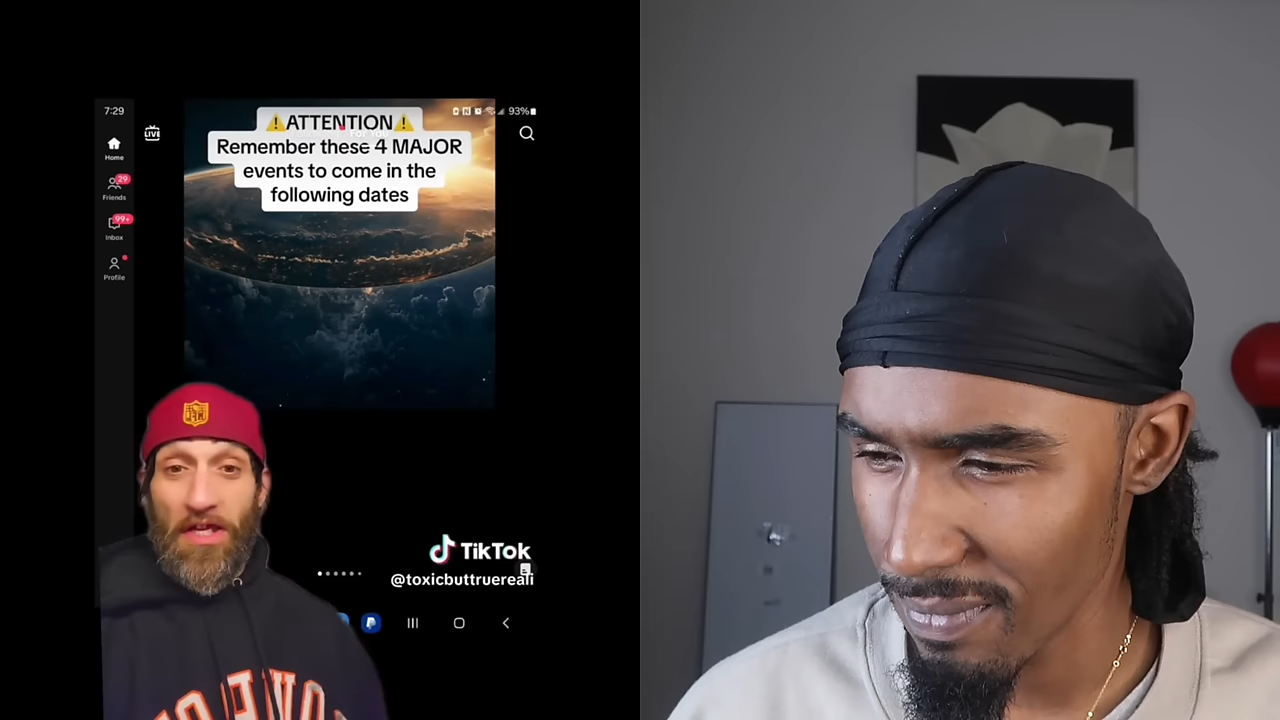 7:29
93%
LIVE
⚠️ATTENTION⚠️
Remember these 4 MAJOR
events to come in the
following dates
Home
29
Friends
99+
Inbox
Profile
TikTok
@toxicbuttruereali